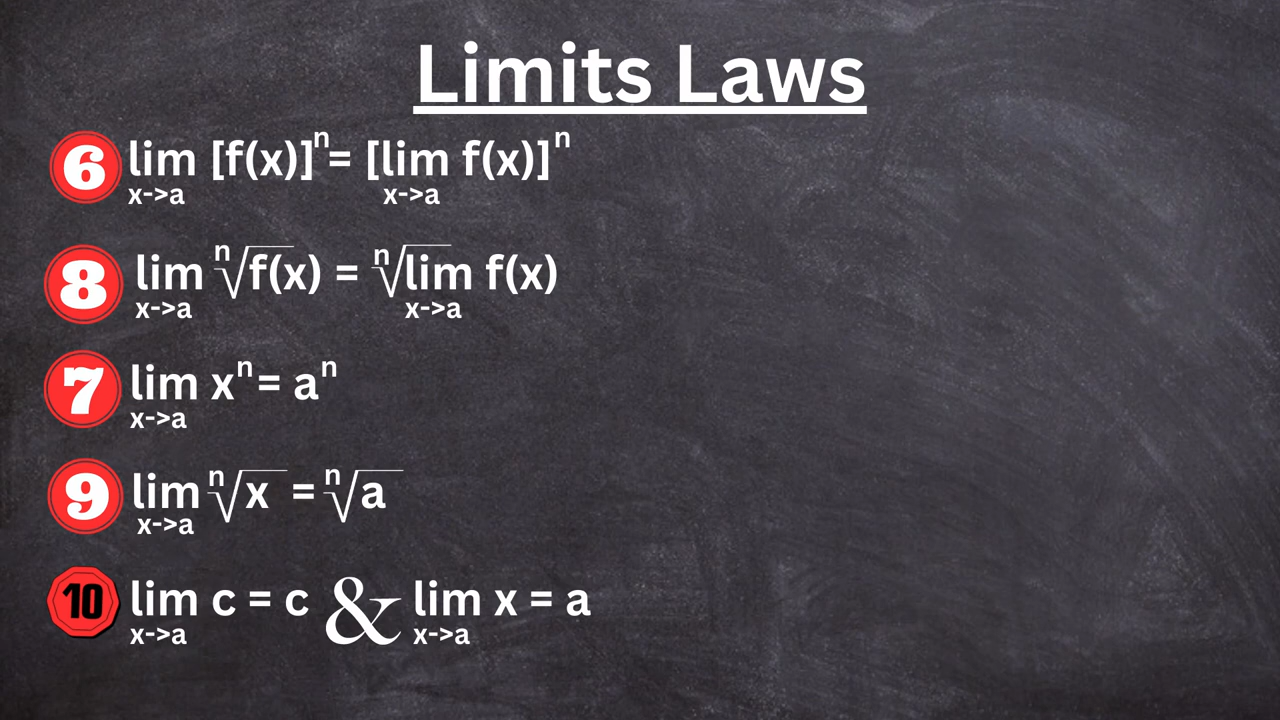 Limits Laws
6 lim [f(x)]ⁿ= [lim f(x)]ⁿ
x->a x->a
8 lim ⁿ√f(x) = ⁿ√lim f(x)
x->a x->a
7 lim xⁿ= aⁿ
x->a
9 lim ⁿ√x = ⁿ√a
x->a
10 lim c = c & lim x = a
x->a x->a